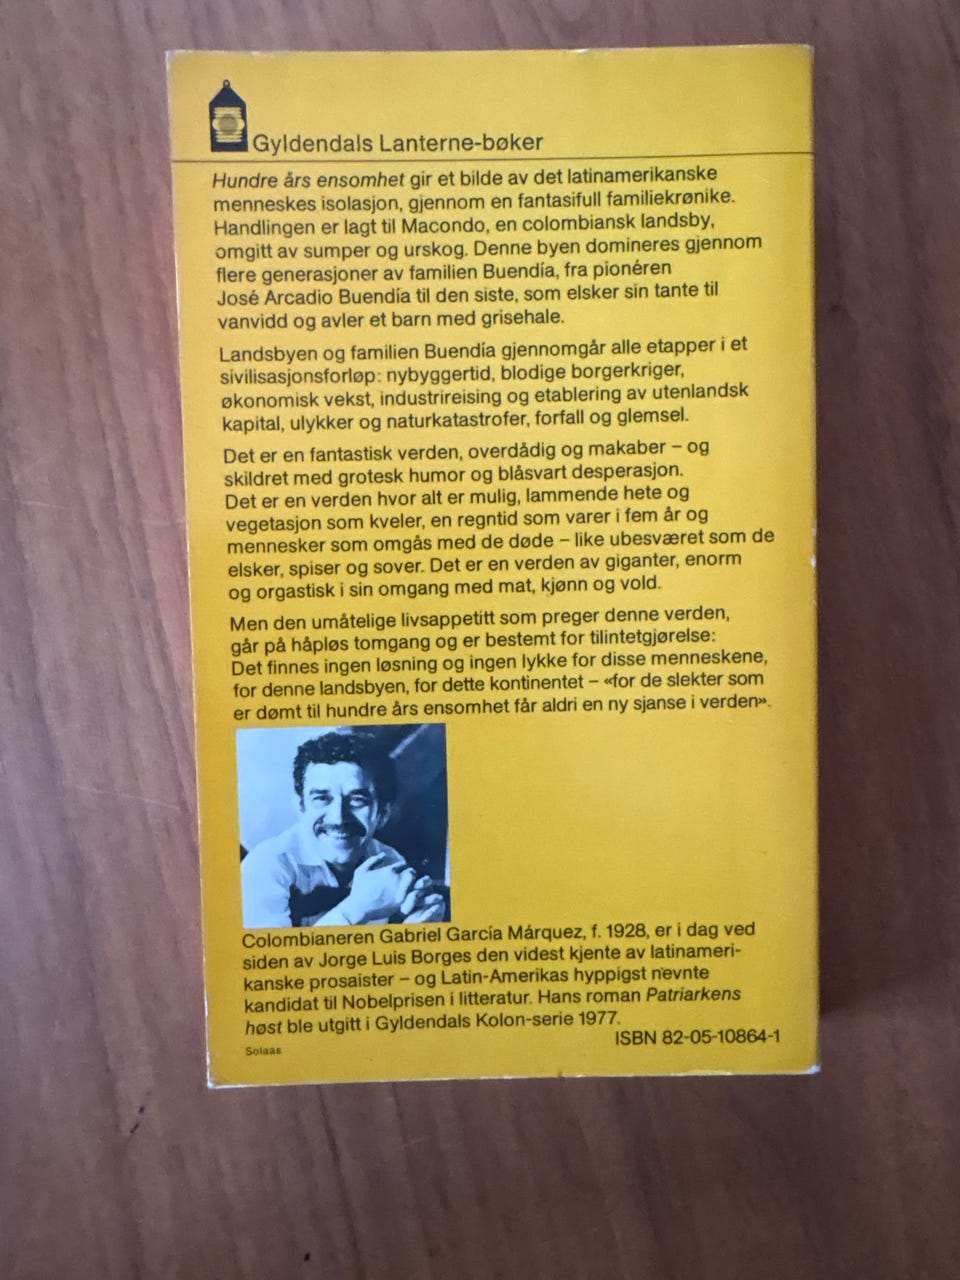 Gyldendals Lanterne-bøker
Hundre års ensomhet gir et bilde av det latinamerikanske
menneskes isolasjon, gjennom en fantasifull familiekrønike.
Handlingen er lagt til Macondo, en colombiansk landsby,
omgitt av sumper og urskog. Denne byen domineres gjennom
flere generasjoner av familien Buendía, fra pionéren
José Arcadio Buendía til den siste, som elsker sin tante til
vanvidd og avler et barn med grisehale.
Landsbyen og familien Buendía gjennomgår alle etapper i et
sivilisasjonsforløp: nybyggertid, blodige borgerkriger,
økonomisk vekst, industrireising og etablering av utenlandsk
kapital, ulykker og naturkatastrofer, forfall og glemsel.
Det er en fantastisk verden, overdådig og makaber – og
skildret med grotesk humor og blåsvart desperasjon.
Det er en verden hvor alt er mulig, lammende hete og
vegetasjon som kveler, en regntid som varer i fem år og
mennesker som omgås med de døde – like ubesværet som de
elsker, spiser og sover. Det er en verden av giganter, enorm
og orgastisk i sin omgang med mat, kjønn og vold.
Men den umåtelige livsappetitt som preger denne verden,
går på håpløs tomgang og er bestemt for tilintetgjørelse:
Det finnes ingen løsning og ingen lykke for disse menneskene,
for denne landsbyen, for dette kontinentet – «for de slekter som
er dømt til hundre års ensomhet får aldri en ny sjanse i verden».
Colombianeren Gabriel García Márquez, f. 1928, er i dag ved
siden av Jorge Luis Borges den videst kjente av latinameri-
kanske prosaister – og Latin-Amerikas hyppigst nevnte
kandidat til Nobelprisen i litteratur. Hans roman Patriarkens
høst ble utgitt i Gyldendals Kolon-serie 1977.
ISBN 82-05-10864-1
Solaas